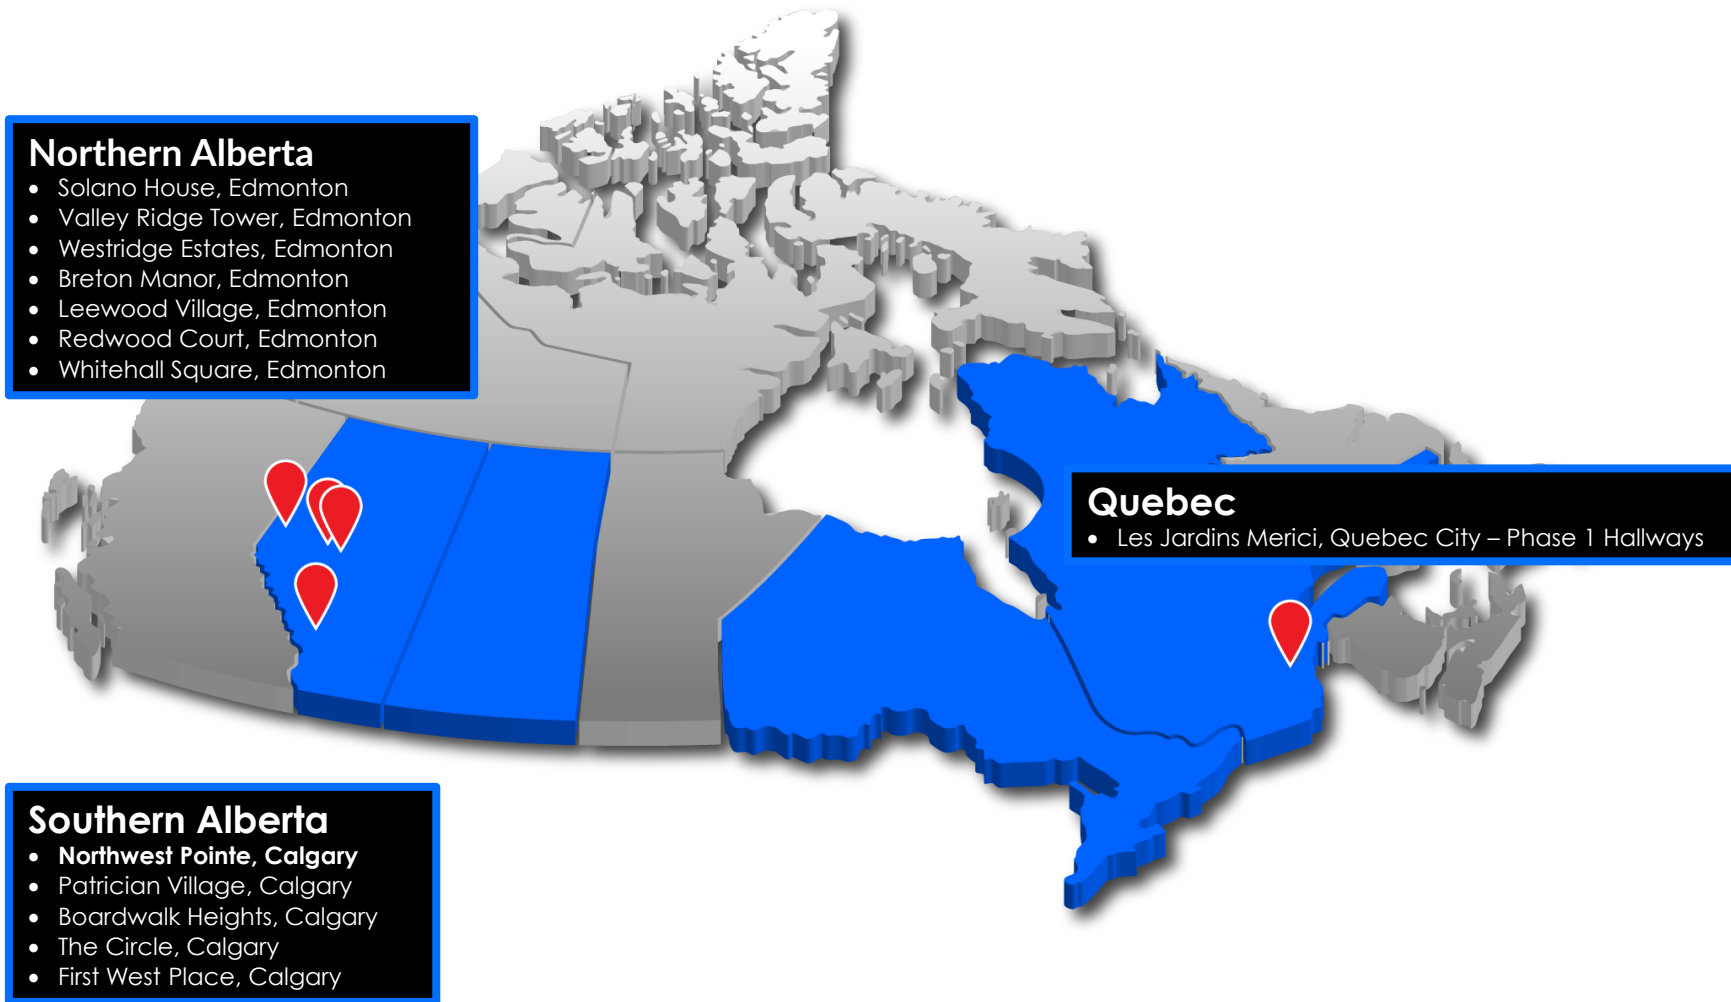 Northern Alberta
• Solano House, Edmonton
• Valley Ridge Tower, Edmonton
• Westridge Estates, Edmonton
• Breton Manor, Edmonton
• Leewood Village, Edmonton
• Redwood Court, Edmonton
• Whitehall Square, Edmonton
Quebec
• Les Jardins Merici, Quebec City – Phase 1 Hallways
Southern Alberta
• Northwest Pointe, Calgary
• Patrician Village, Calgary
• Boardwalk Heights, Calgary
• The Circle, Calgary
• First West Place, Calgary